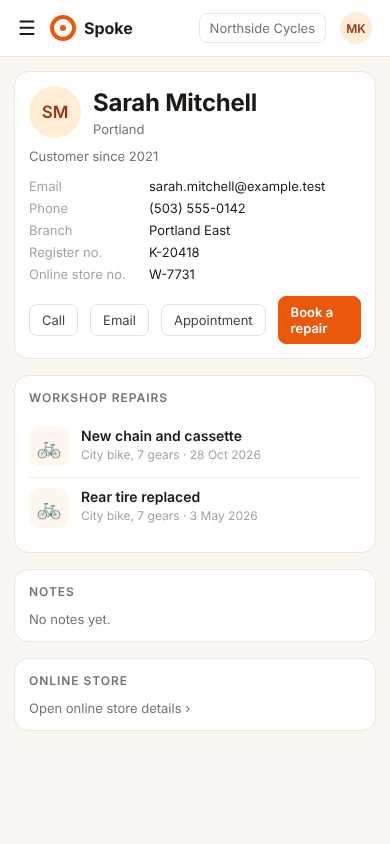 ☰ Spoke Northside Cycles MK
SM Sarah Mitchell
Portland
Customer since 2021
Email sarah.mitchell@example.test
Phone (503) 555-0142
Branch Portland East
Register no. K-20418
Online store no. W-7731
Call Email Appointment Book a repair
WORKSHOP REPAIRS
New chain and cassette
City bike, 7 gears · 28 Oct 2026
Rear tire replaced
City bike, 7 gears · 3 May 2026
NOTES
No notes yet.
ONLINE STORE
Open online store details ›